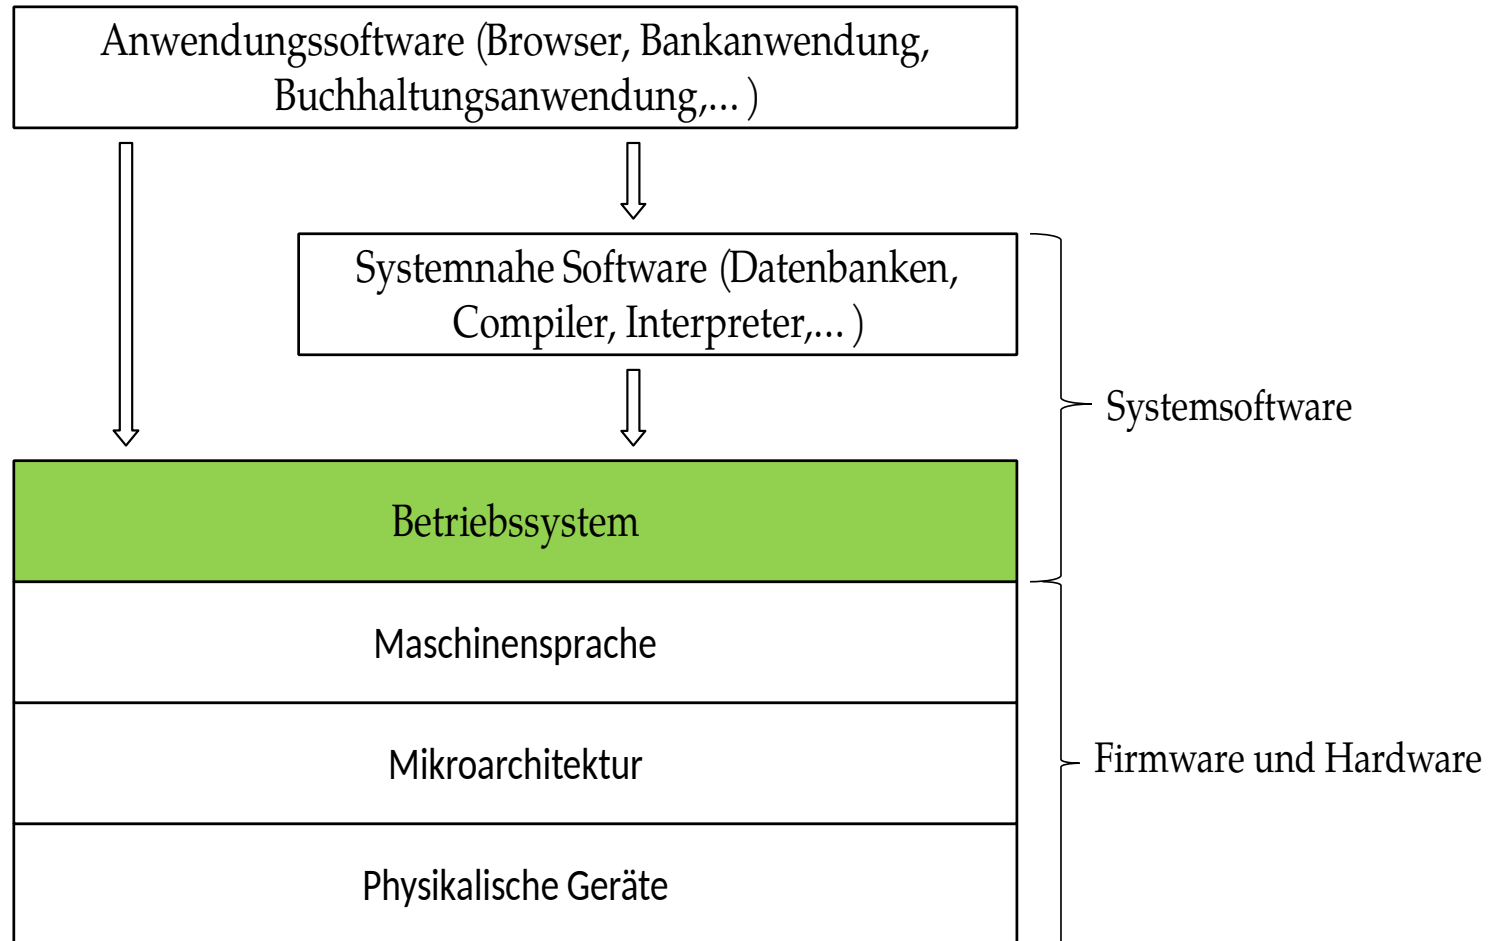 Anwendungssoftware (Browser, Bankanwendung,
Buchhaltungsanwendung,... )
Systemnahe Software (Datenbanken,
Compiler, Interpreter,... )
Systemsoftware
Betriebssystem
Maschinensprache
Mikroarchitektur
Firmware und Hardware
Physikalische Geräte